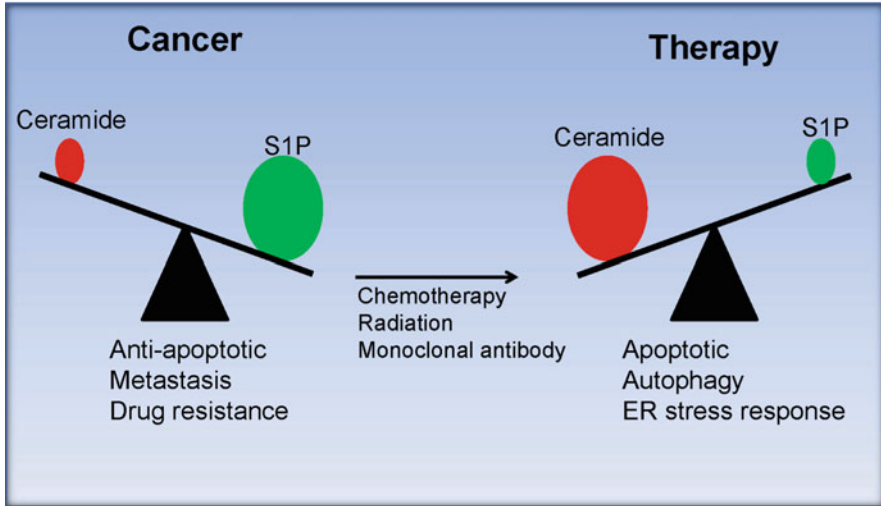 Cancer
Therapy
Ceramide
S1P
Ceramide
S1P
Chemotherapy
Radiation
Monoclonal antibody
Anti-apoptotic
Metastasis
Drug resistance
Apoptotic
Autophagy
ER stress response